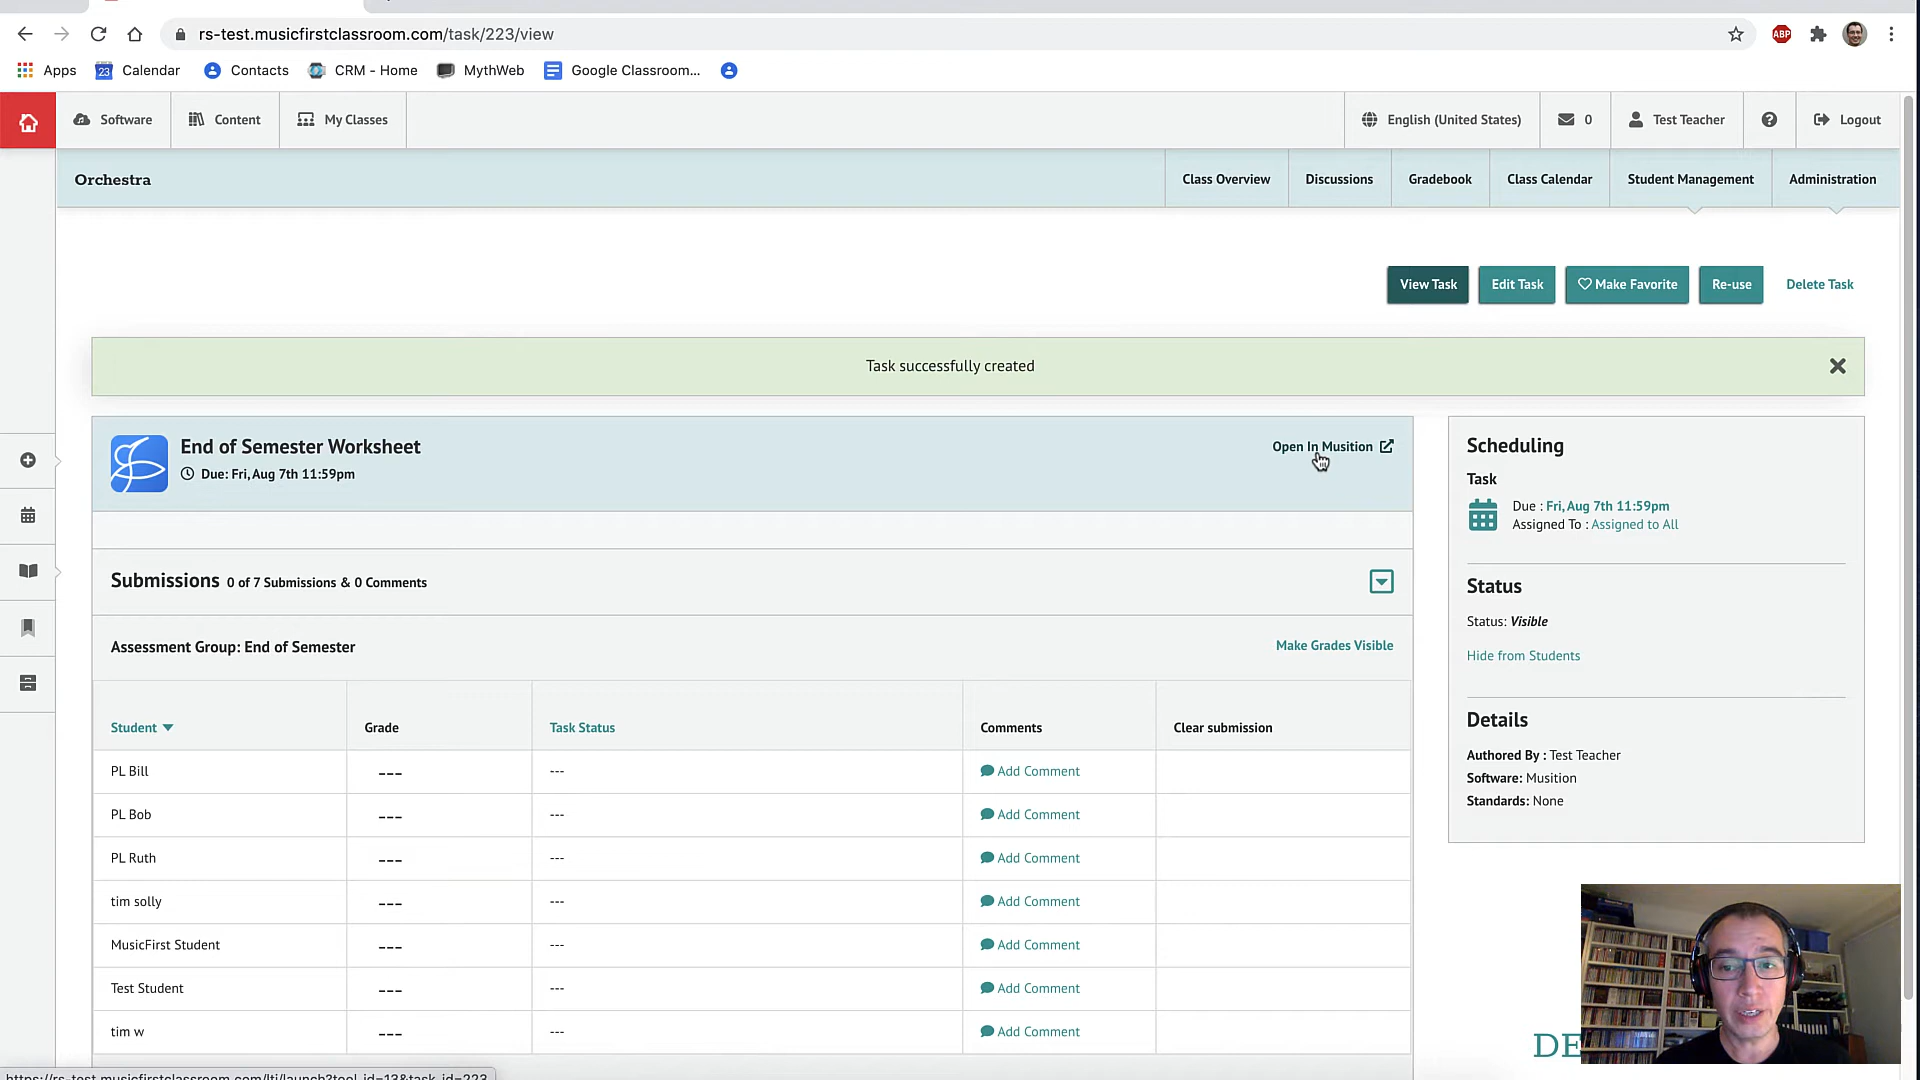 rs-test.musicfirstclassroom.com/task/223/view
ABP
Apps
23 Calendar
Contacts
CRM - Home
MythWeb
Google Classroom...
Software
Content
My Classes
English (United States)
0
Test Teacher
Logout
Orchestra
Class Overview
Discussions
Gradebook
Class Calendar
Student Management
Administration
View Task
Edit Task
Make Favorite
Re-use
Delete Task
Task successfully created
End of Semester Worksheet
Due: Fri, Aug 7th 11:59pm
Open In Musition
Submissions 0 of 7 Submissions & 0 Comments
Assessment Group: End of Semester
Make Grades Visible
Student Grade Task Status Comments Clear submission
PL Bill --- --- Add Comment
PL Bob --- --- Add Comment
PL Ruth --- --- Add Comment
tim solly --- --- Add Comment
MusicFirst Student --- --- Add Comment
Test Student --- --- Add Comment
tim w --- --- Add Comment
Scheduling
Task
Due : Fri, Aug 7th 11:59pm
Assigned To : Assigned to All
Status
Status: Visible
Hide from Students
Details
Authored By : Test Teacher
Software: Musition
Standards: None
DE
https://rs-test.musicfirstclassroom.com/lti/launch?tool_id=13&task_id=223